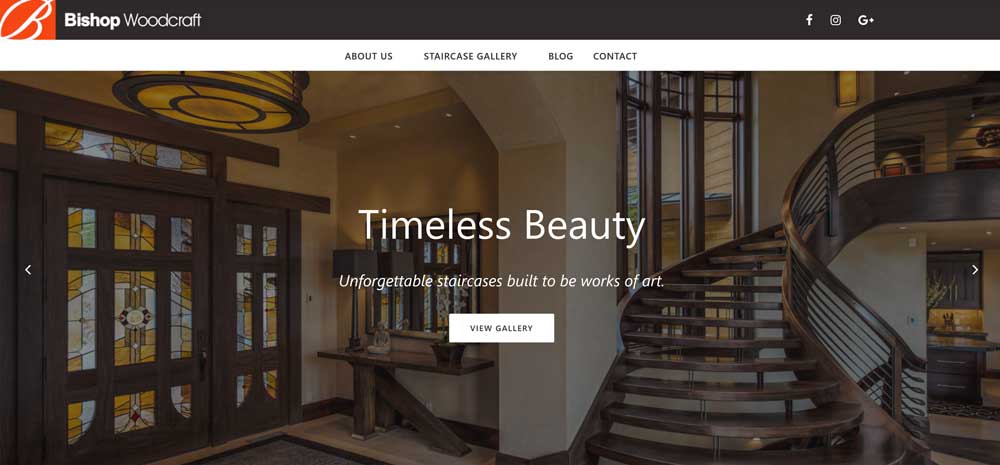 Bishop Woodcraft
ABOUT US STAIRCASE GALLERY BLOG CONTACT
Timeless Beauty
Unforgettable staircases built to be works of art.
VIEW GALLERY